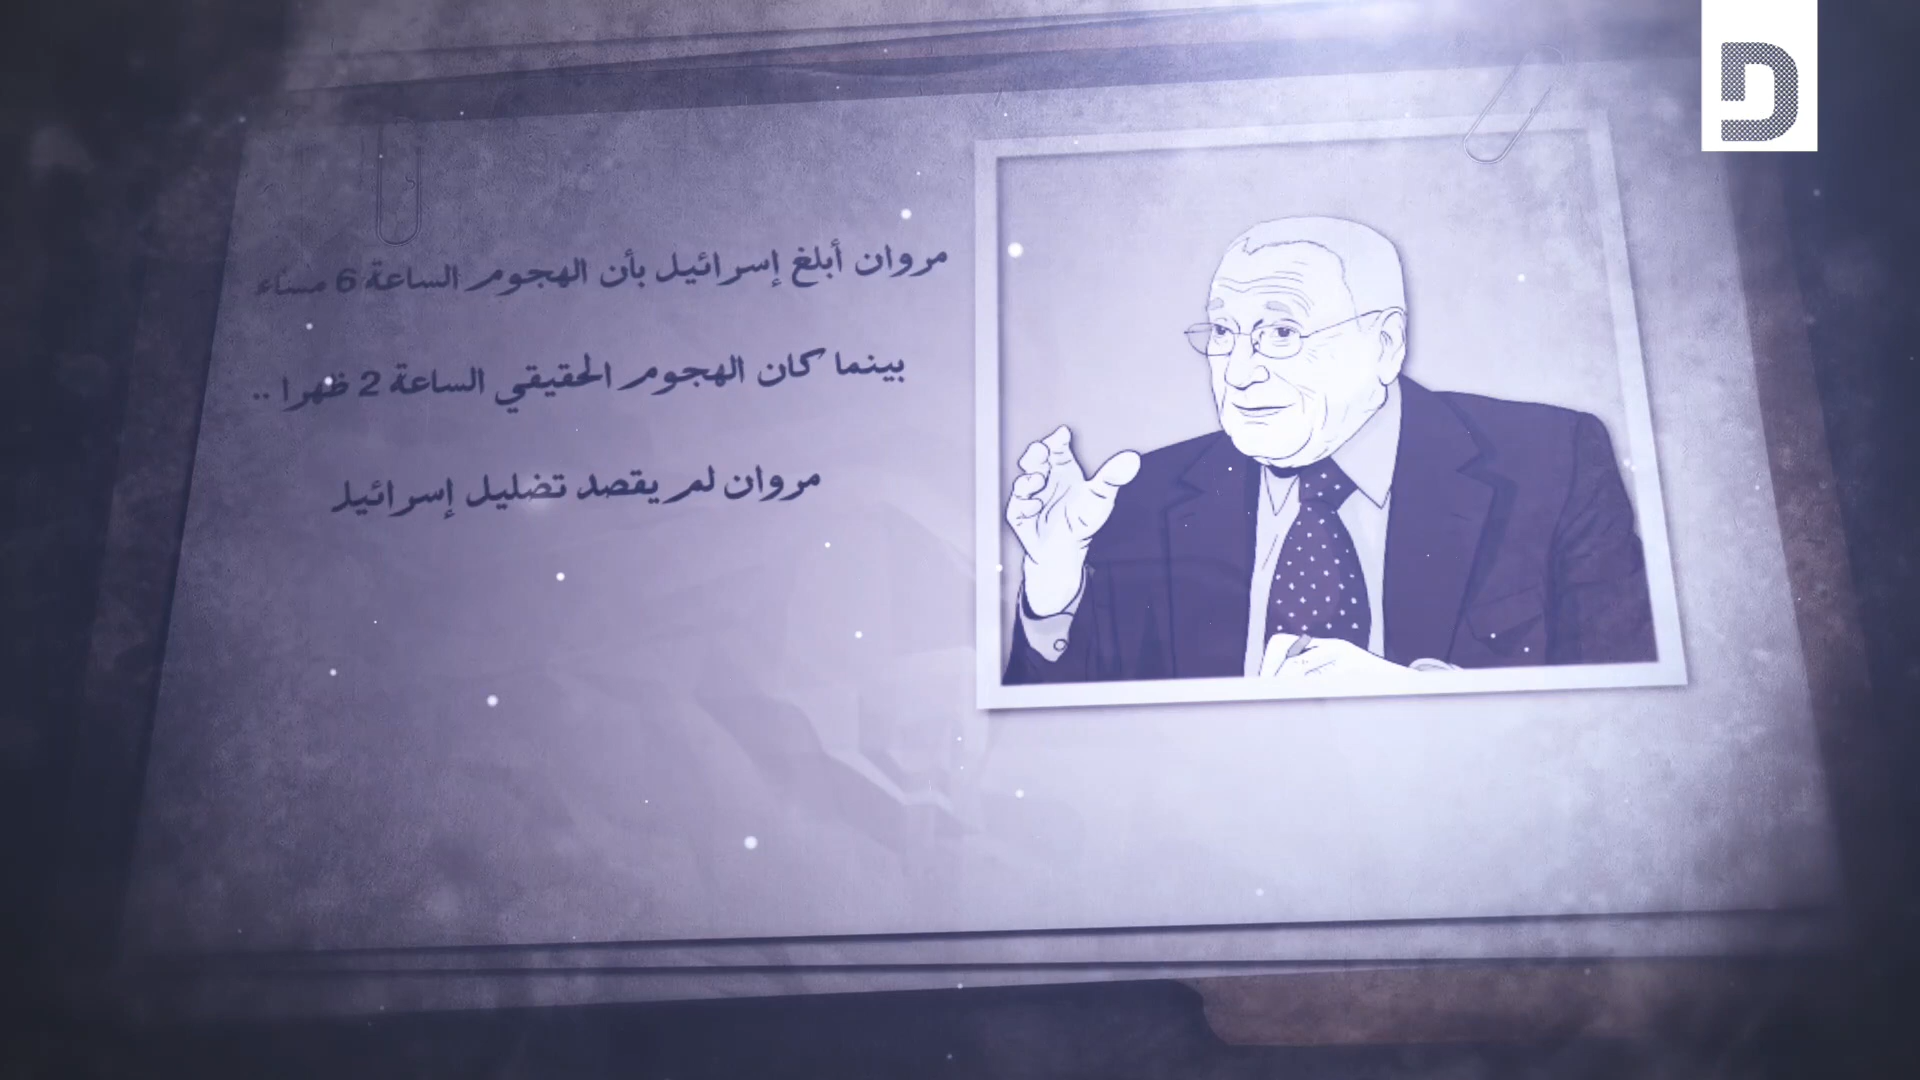 مروان أبلغ إسرائيل بأن الهجوم الساعة 6 مساء
بينما كان الهجوم الحقيقي الساعة 2 ظهرا ..
مروان لم يقصد تضليل إسرائيل